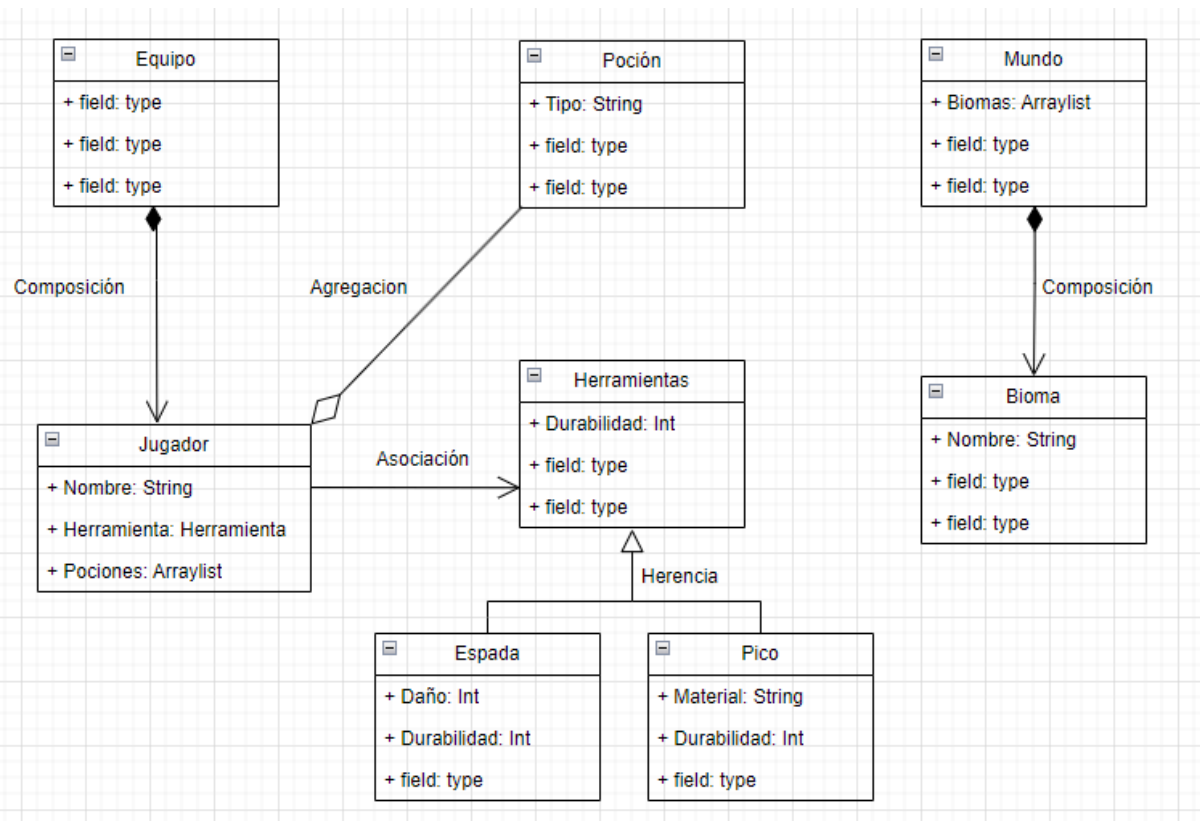 Equipo
+ field: type
+ field: type
+ field: type
Poción
+ Tipo: String
+ field: type
+ field: type
Mundo
+ Biomas: Arraylist
+ field: type
+ field: type
Composición
Agregacion
Composición
Jugador
+ Nombre: String
+ Herramienta: Herramienta
+ Pociones: Arraylist
Asociación
Herramientas
+ Durabilidad: Int
+ field: type
+ field: type
Bioma
+ Nombre: String
+ field: type
+ field: type
Herencia
Espada
+ Daño: Int
+ Durabilidad: Int
+ field: type
Pico
+ Material: String
+ Durabilidad: Int
+ field: type